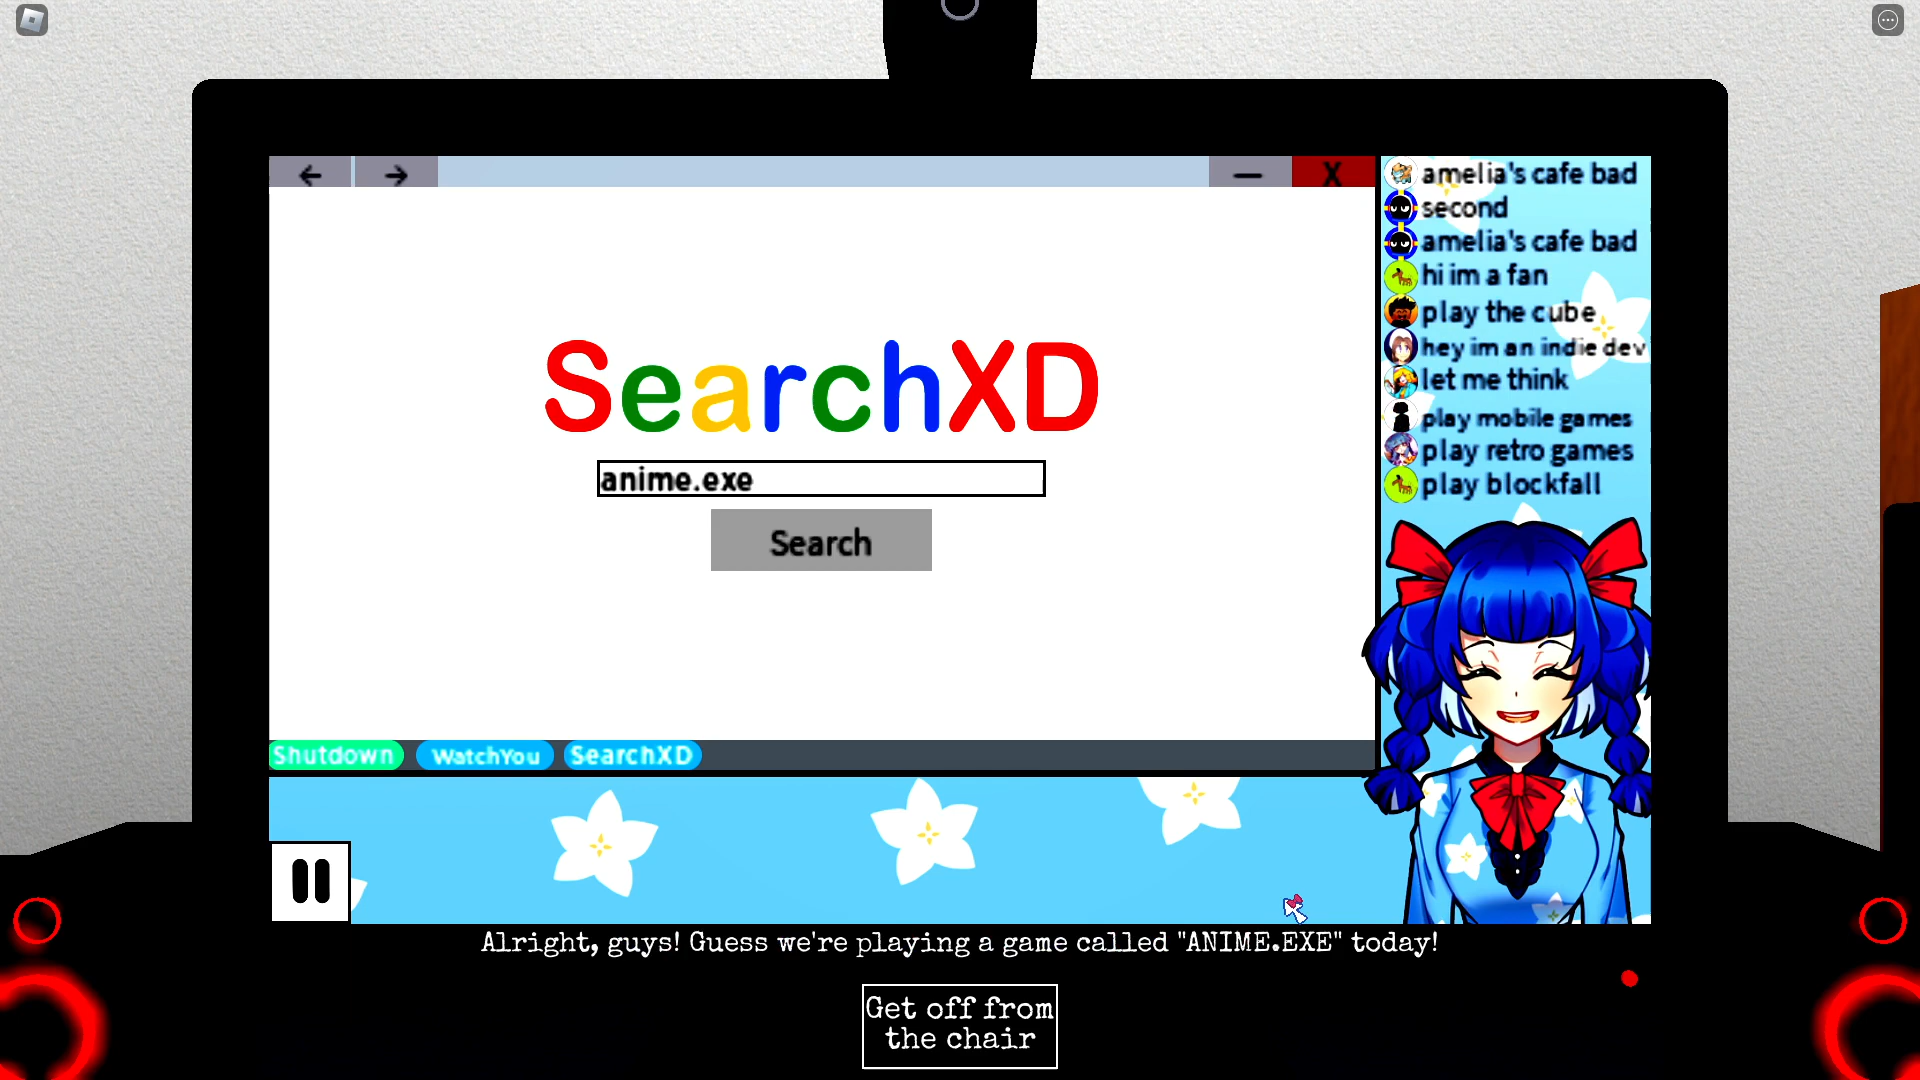 X
SearchXD
anime.exe
Search
Shutdown
WatchYou
SearchXD
amelia's cafe bad
second
amelia's cafe bad
hi im a fan
play the cube
hey im an indie dev
let me think
play mobile games
play retro games
play blockfall
Alright, guys! Guess we're playing a game called "ANIME.EXE" today!
Get off from
the chair